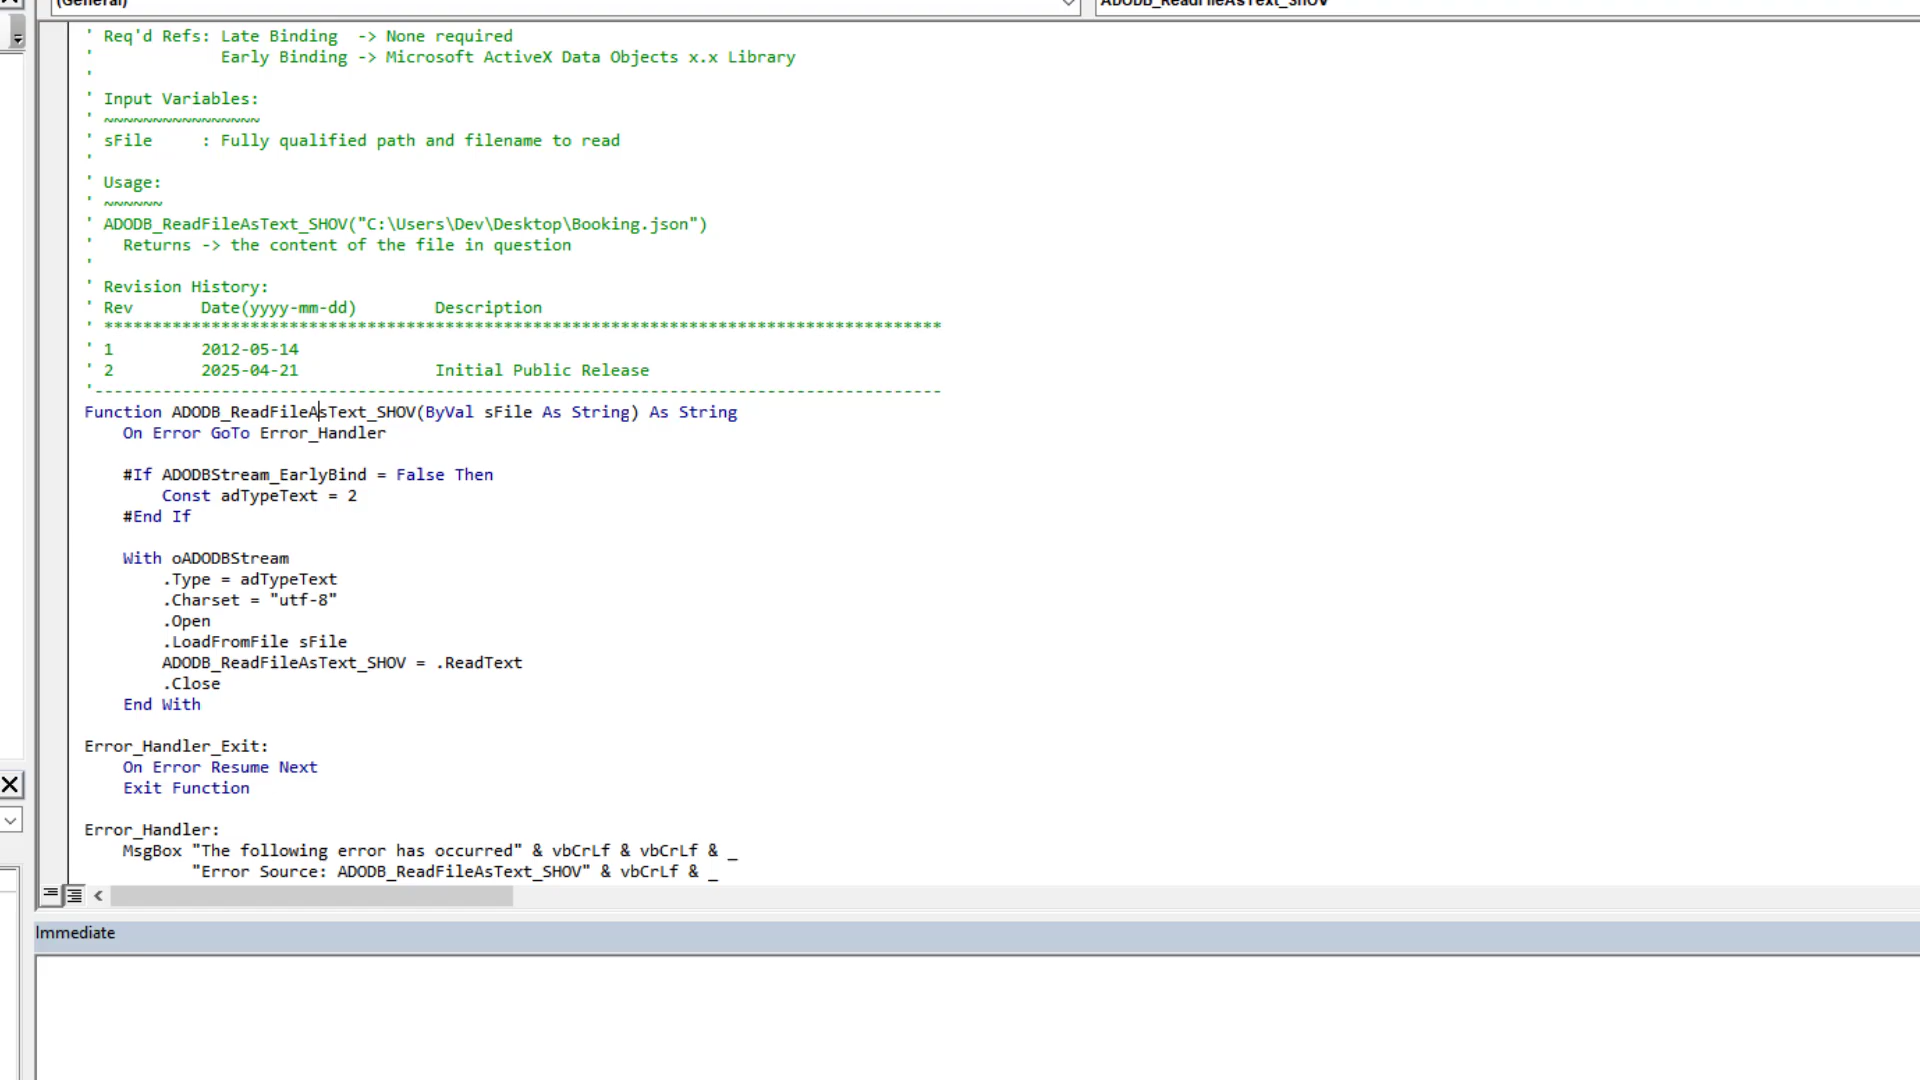 (General)
ADODB_ReadFileAsText_SHOV
' Req'd Refs: Late Binding  -> None required
'             Early Binding -> Microsoft ActiveX Data Objects x.x Library
'
' Input Variables:
' ~~~~~~~~~~~~~~~~
' sFile     : Fully qualified path and filename to read
'
' Usage:
' ~~~~~~
' ADODB_ReadFileAsText_SHOV("C:\Users\Dev\Desktop\Booking.json")
'   Returns -> the content of the file in question
'
' Revision History:
' Rev       Date(yyyy-mm-dd)        Description
' **************************************************************************************
' 1         2012-05-14
' 2         2025-04-21              Initial Public Release
'---------------------------------------------------------------------------------------
Function ADODB_ReadFileAsText_SHOV(ByVal sFile As String) As String
    On Error GoTo Error_Handler

    #If ADODBStream_EarlyBind = False Then
        Const adTypeText = 2
    #End If

    With oADODBStream
        .Type = adTypeText
        .Charset = "utf-8"
        .Open
        .LoadFromFile sFile
        ADODB_ReadFileAsText_SHOV = .ReadText
        .Close
    End With

Error_Handler_Exit:
    On Error Resume Next
    Exit Function

Error_Handler:
    MsgBox "The following error has occurred" & vbCrLf & vbCrLf & _
           "Error Source: ADODB_ReadFileAsText_SHOV" & vbCrLf & _
Immediate